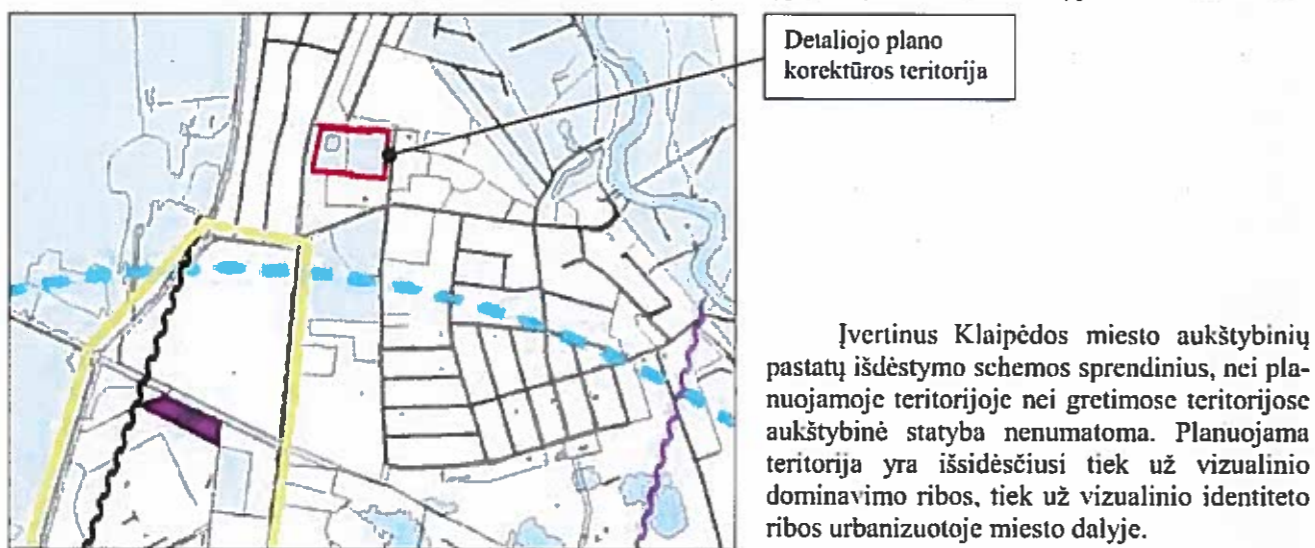 Detaliojo plano
korektūros teritorija
Įvertinus Klaipėdos miesto aukštybinių
pastatų išdėstymo schemos sprendinius, nei pla-
nuojamoje teritorijoje nei gretimose teritorijose
aukštybinė statyba nenumatoma. Planuojama
teritorija yra išsidėsčiusi tiek už vizualinio
dominavimo ribos, tiek už vizualinio identiteto
ribos urbanizuotoje miesto dalyje.